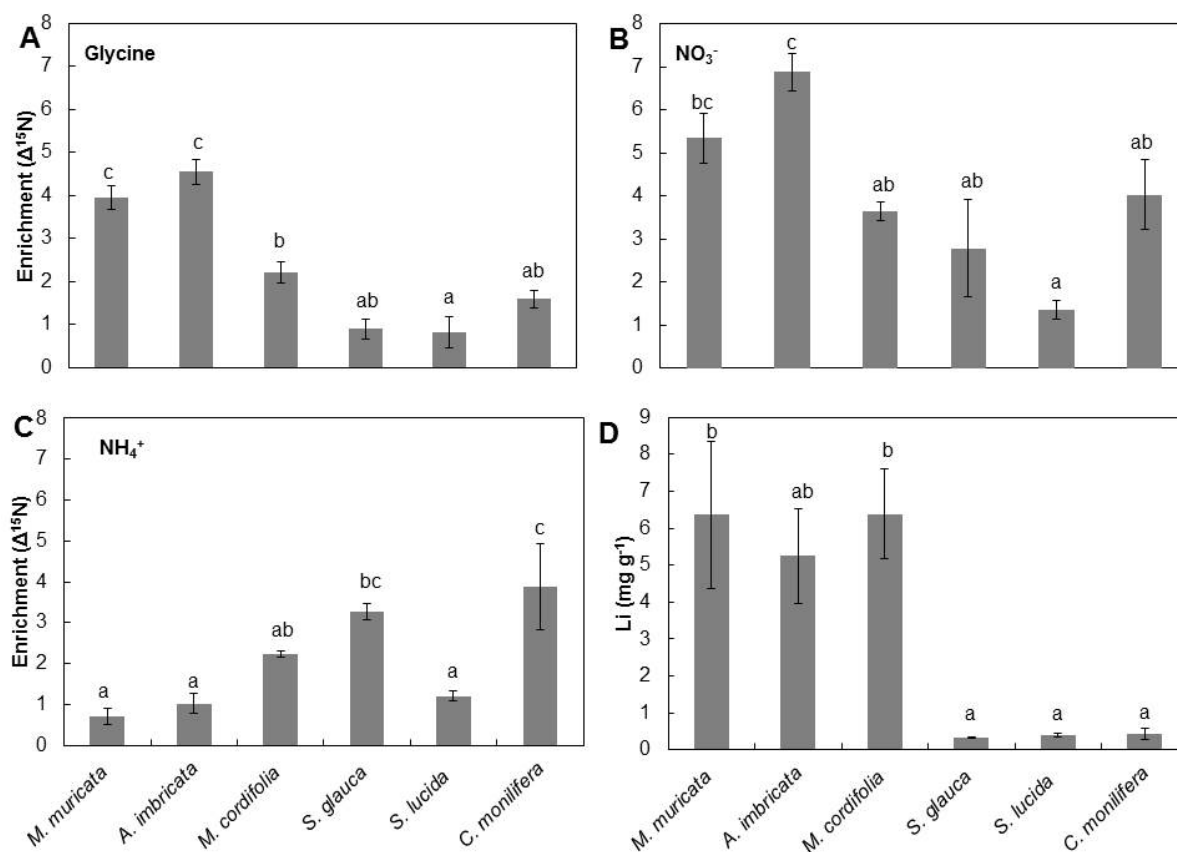 A
Glycine
Enrichment (Δ¹⁵N)
8
7
6
5
4
3
2
1
0
c
c
b
ab
a
ab
B
NO₃⁻
8
7
6
5
4
3
2
1
0
bc
c
ab
ab
a
ab
C
NH₄⁺
Enrichment (Δ¹⁵N)
8
7
6
5
4
3
2
1
0
a
a
ab
bc
a
c
M. muricata
A. imbricata
M. cordifolia
S. glauca
S. lucida
C. monilifera
D
Li (mg g⁻¹)
9
8
7
6
5
4
3
2
1
0
b
ab
b
a
a
a
M. muricata
A. imbricata
M. cordifolia
S. glauca
S. lucida
C. monilifera